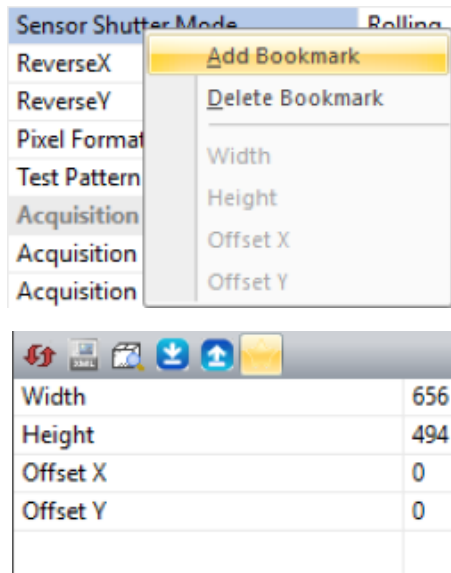 Sensor Shutter Mode Rolling
ReverseX
ReverseY
Pixel Format
Test Pattern
Acquisition
Acquisition
Acquisition
Add Bookmark
Delete Bookmark
Width
Height
Offset X
Offset Y
XML
Width 656
Height 494
Offset X 0
Offset Y 0